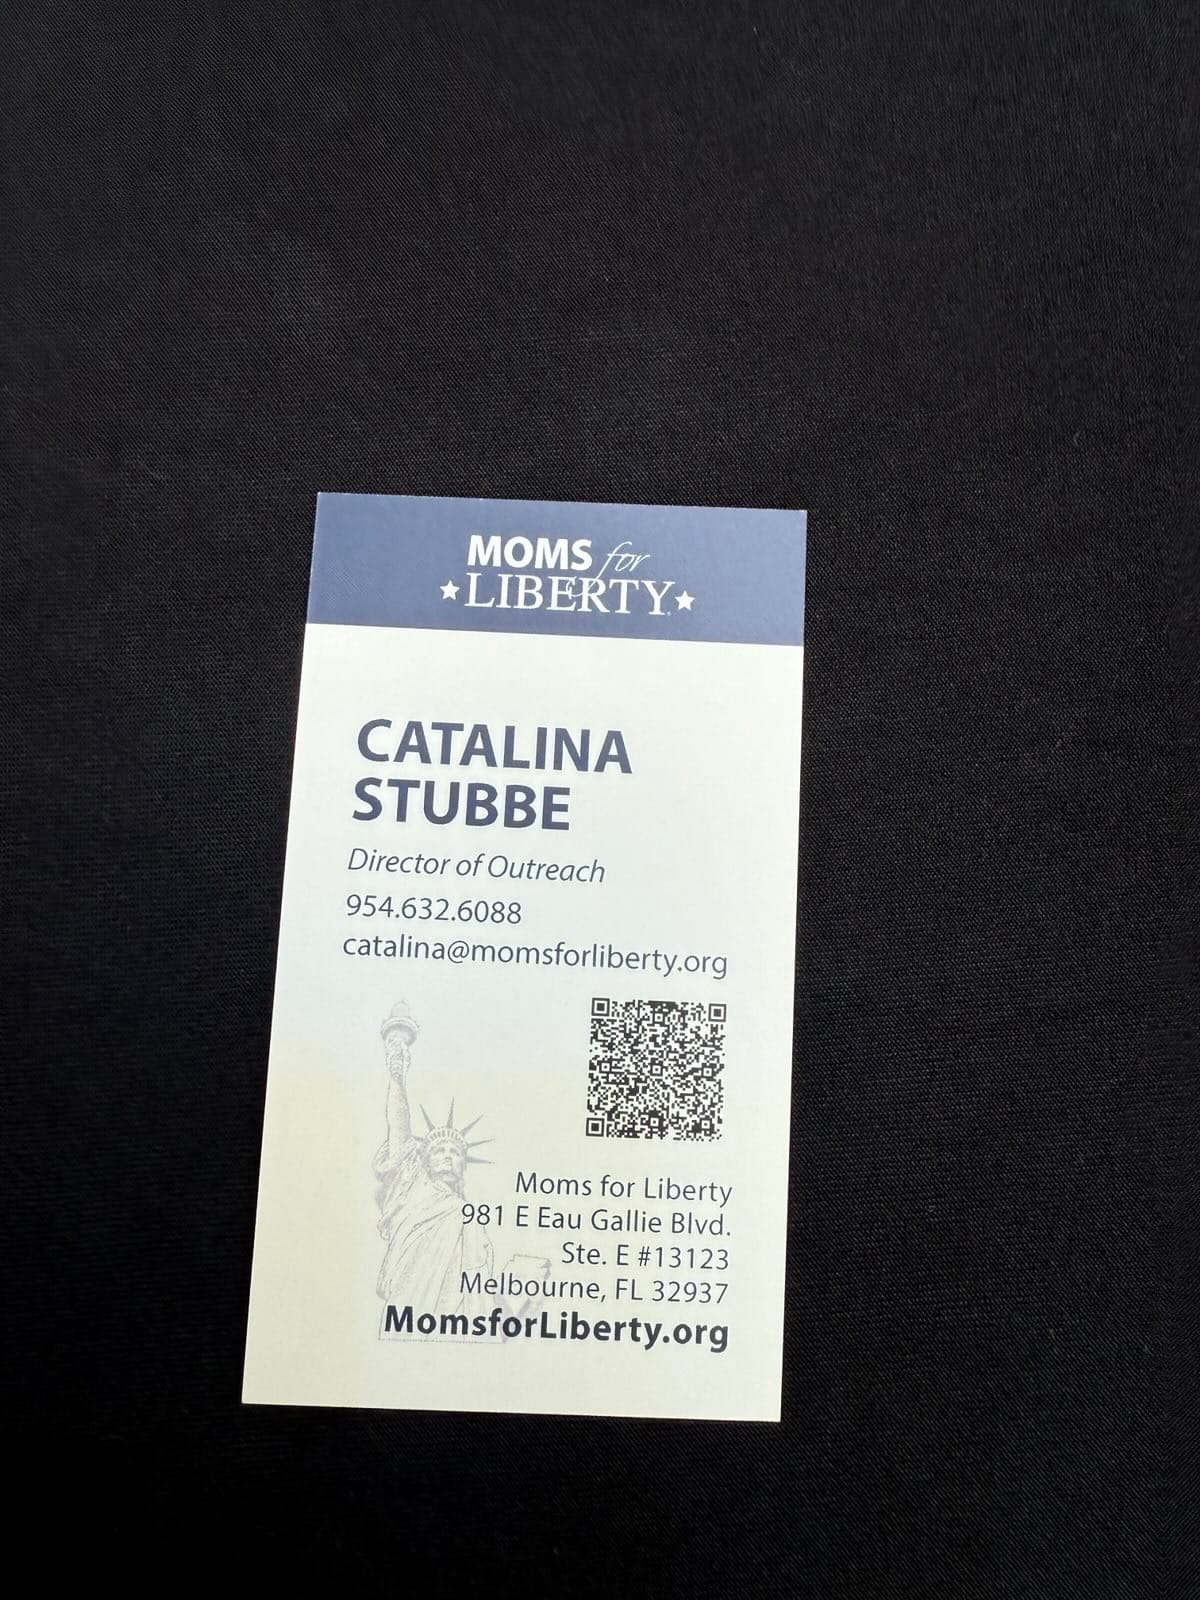 MOMS for
LIBERTY
CATALINA
STUBBE
Director of Outreach
954.632.6088
catalina@momsforliberty.org
Moms for Liberty
981 E Eau Gallie Blvd.
Ste. E #13123
Melbourne, FL 32937
MomsforLiberty.org